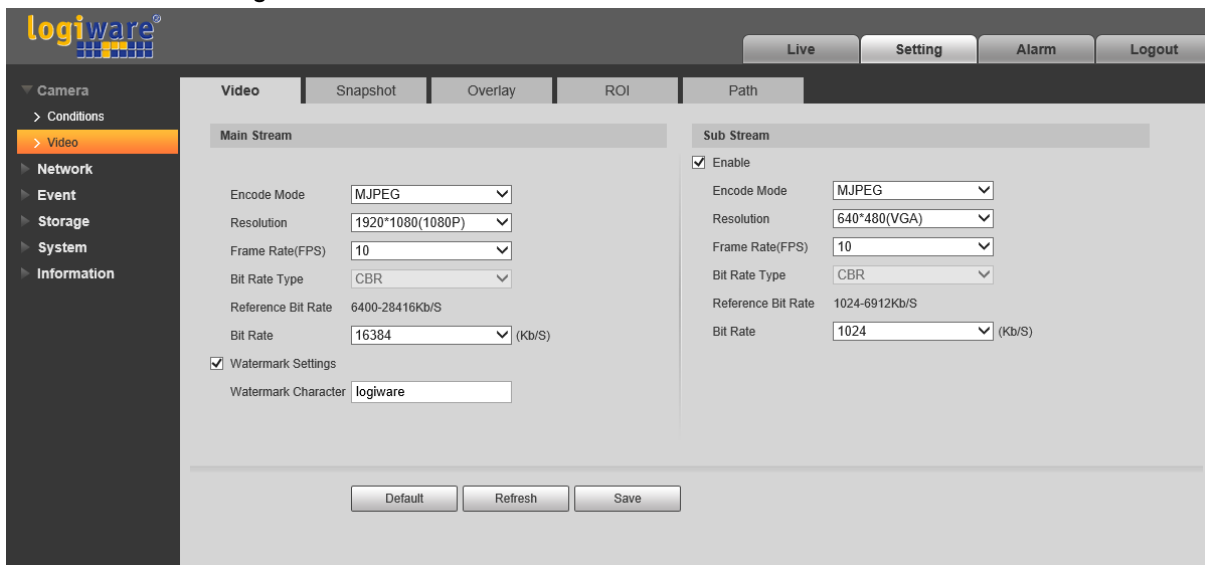 logiware®
Live Setting Alarm Logout
Camera
Conditions
Video
Network
Event
Storage
System
Information
Video Snapshot Overlay ROI Path
Main Stream
Encode Mode MJPEG
Resolution 1920*1080(1080P)
Frame Rate(FPS) 10
Bit Rate Type CBR
Reference Bit Rate 6400-28416Kb/S
Bit Rate 16384 (Kb/S)
Watermark Settings
Watermark Character logiware
Sub Stream
Enable
Encode Mode MJPEG
Resolution 640*480(VGA)
Frame Rate(FPS) 10
Bit Rate Type CBR
Reference Bit Rate 1024-6912Kb/S
Bit Rate 1024 (Kb/S)
Default Refresh Save